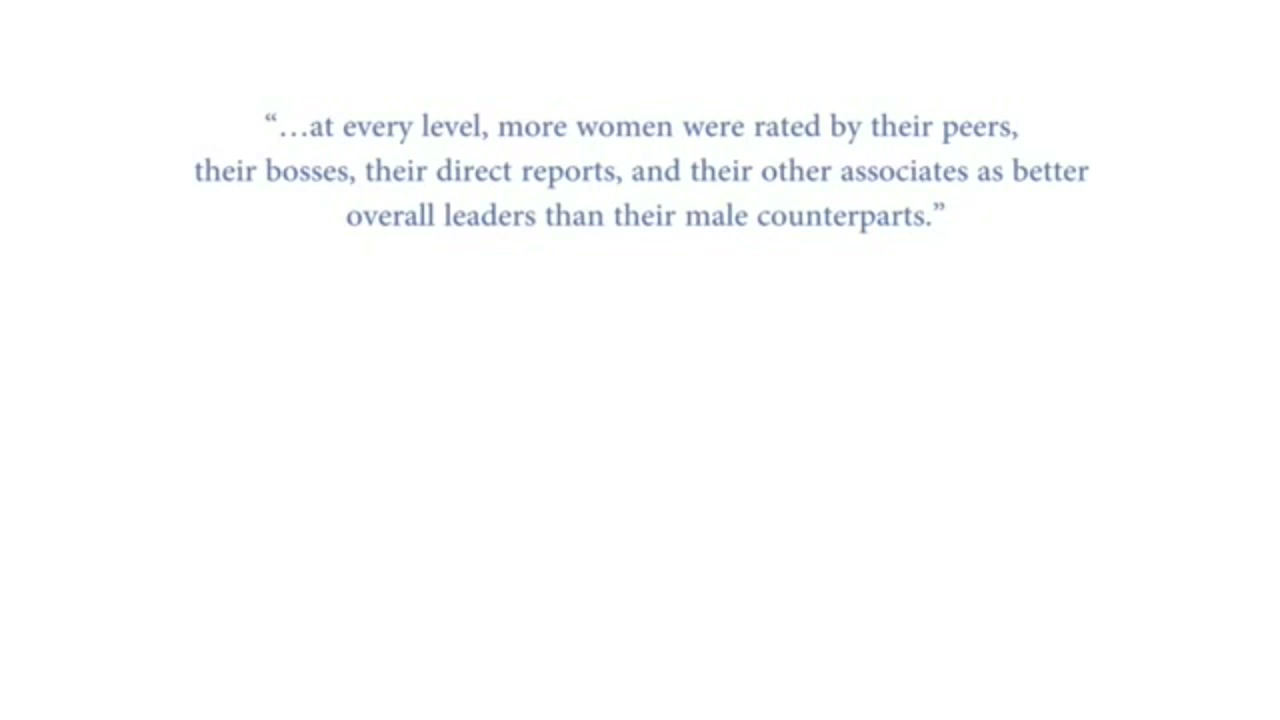 “…at every level, more women were rated by their peers,
their bosses, their direct reports, and their other associates as better
overall leaders than their male counterparts.”